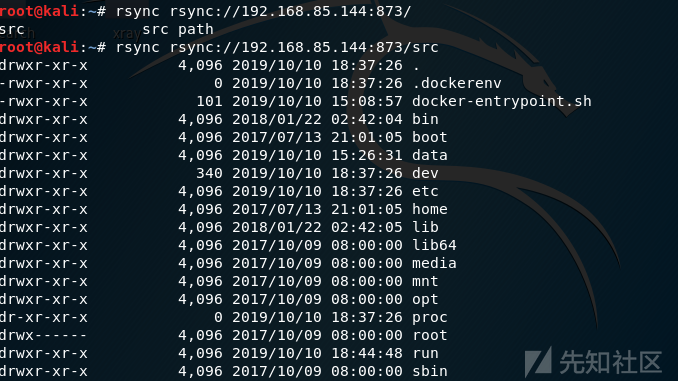 root@kali:~# rsync rsync://192.168.85.144:873/
src             src path
root@kali:~# rsync rsync://192.168.85.144:873/src
drwxr-xr-x          4,096 2019/10/10 18:37:26 .
-rwxr-xr-x              0 2019/10/10 18:37:26 .dockerenv
-rwxr-xr-x            101 2019/10/10 15:08:57 docker-entrypoint.sh
drwxr-xr-x          4,096 2018/01/22 02:42:04 bin
drwxr-xr-x          4,096 2017/07/13 21:01:05 boot
drwxr-xr-x          4,096 2019/10/10 15:26:31 data
drwxr-xr-x            340 2019/10/10 18:37:26 dev
drwxr-xr-x          4,096 2019/10/10 18:37:26 etc
drwxr-xr-x          4,096 2017/07/13 21:01:05 home
drwxr-xr-x          4,096 2018/01/22 02:42:05 lib
drwxr-xr-x          4,096 2017/10/09 08:00:00 lib64
drwxr-xr-x          4,096 2017/10/09 08:00:00 media
drwxr-xr-x          4,096 2017/10/09 08:00:00 mnt
drwxr-xr-x          4,096 2017/10/09 08:00:00 opt
dr-xr-xr-x              0 2019/10/10 18:37:26 proc
drwx------          4,096 2017/10/09 08:00:00 root
drwxr-xr-x          4,096 2019/10/10 18:44:48 run
drwxr-xr-x          4,096 2017/10/09 08:00:00 sbin
先知社区